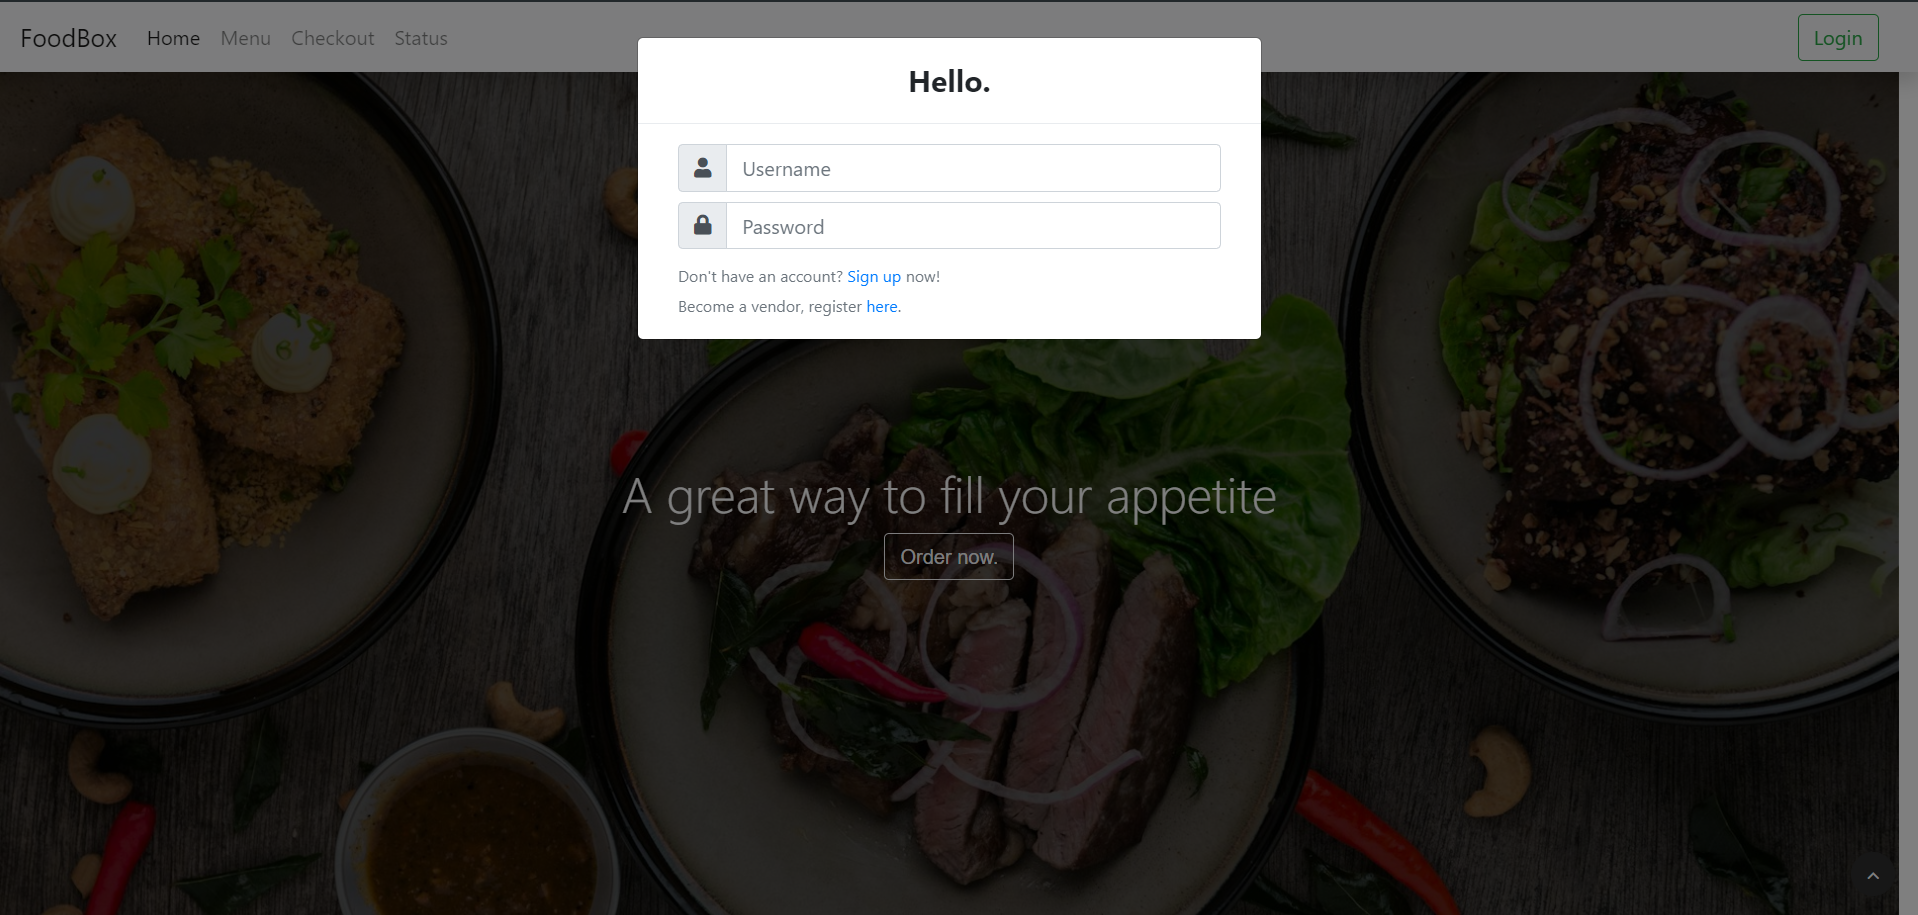 FoodBox Home Menu Checkout Status Login
Hello.
Username
Password
Don't have an account? Sign up now!
Become a vendor, register here.
A great way to fill your appetite
Order now.